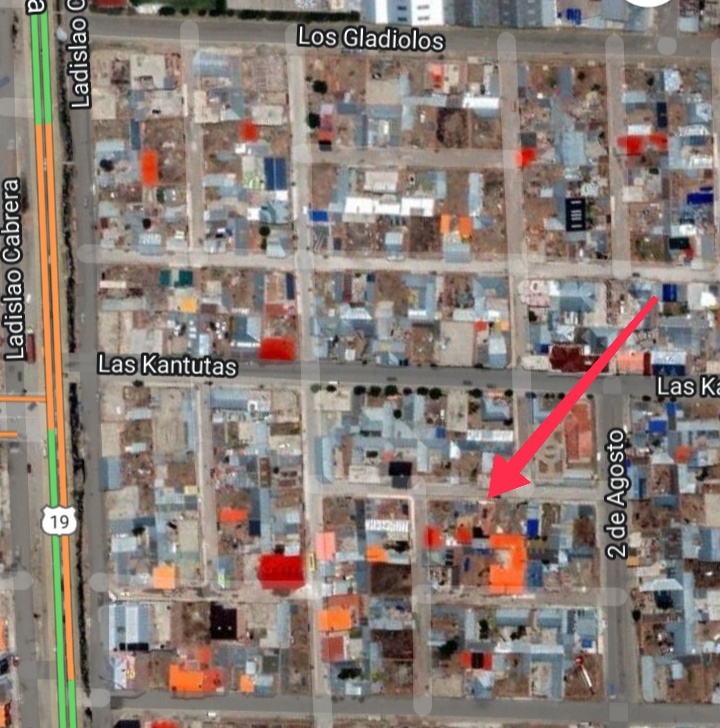 Ladislao C
Los Gladiolos
Ladislao Cabrera
Las Kantutas
Las Ka
2 de Agosto
19